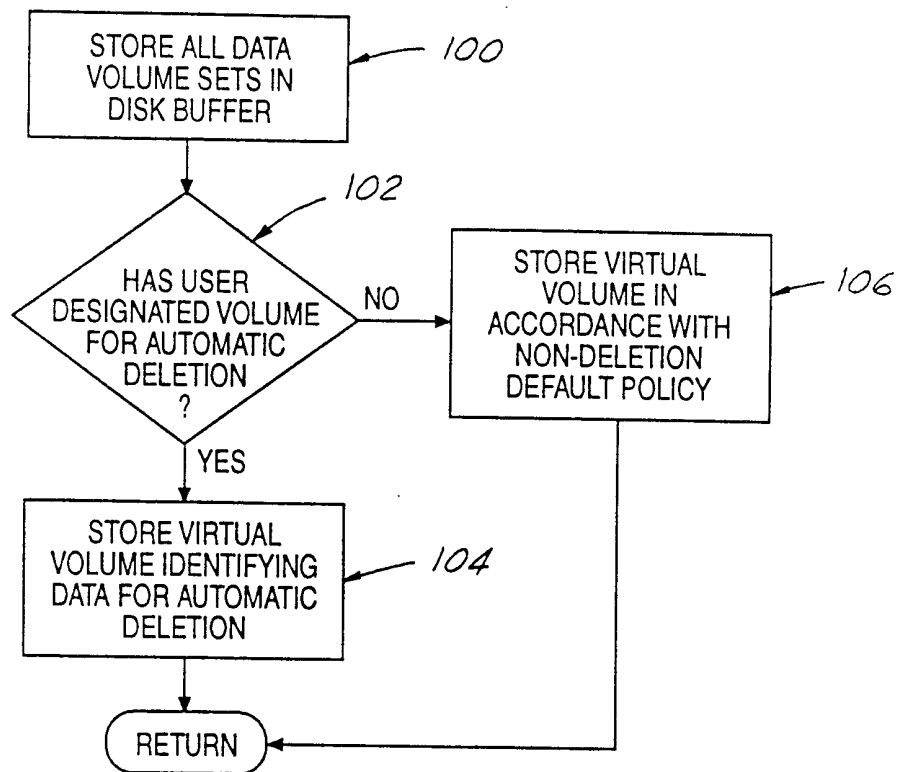 STORE ALL DATA
VOLUME SETS IN
DISK BUFFER
100
102
HAS USER
DESIGNATED VOLUME
FOR AUTOMATIC
DELETION
?
NO
STORE VIRTUAL
VOLUME IN
ACCORDANCE WITH
NON-DELETION
DEFAULT POLICY
106
YES
STORE VIRTUAL
VOLUME IDENTIFYING
DATA FOR AUTOMATIC
DELETION
104
RETURN